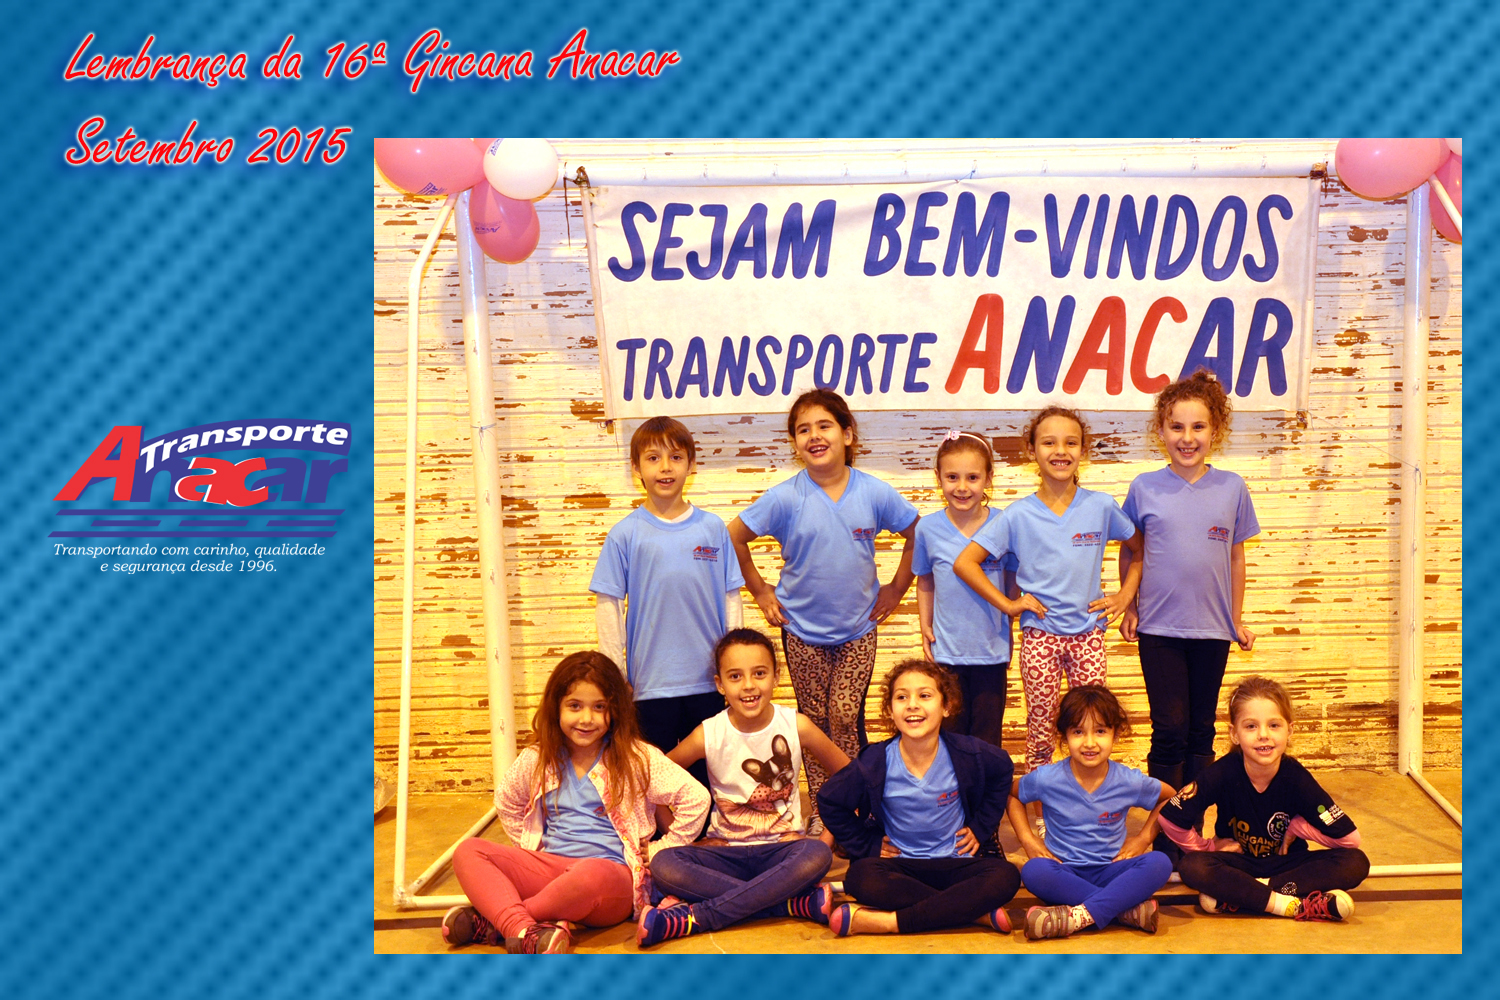 Lembrança da 16ª Gincana Anacar
Setembro 2015
SEJAM BEM-VINDOS
TRANSPORTE ANACAR
Transporte
Anacar
Transportando com carinho, qualidade
e segurança desde 1996.